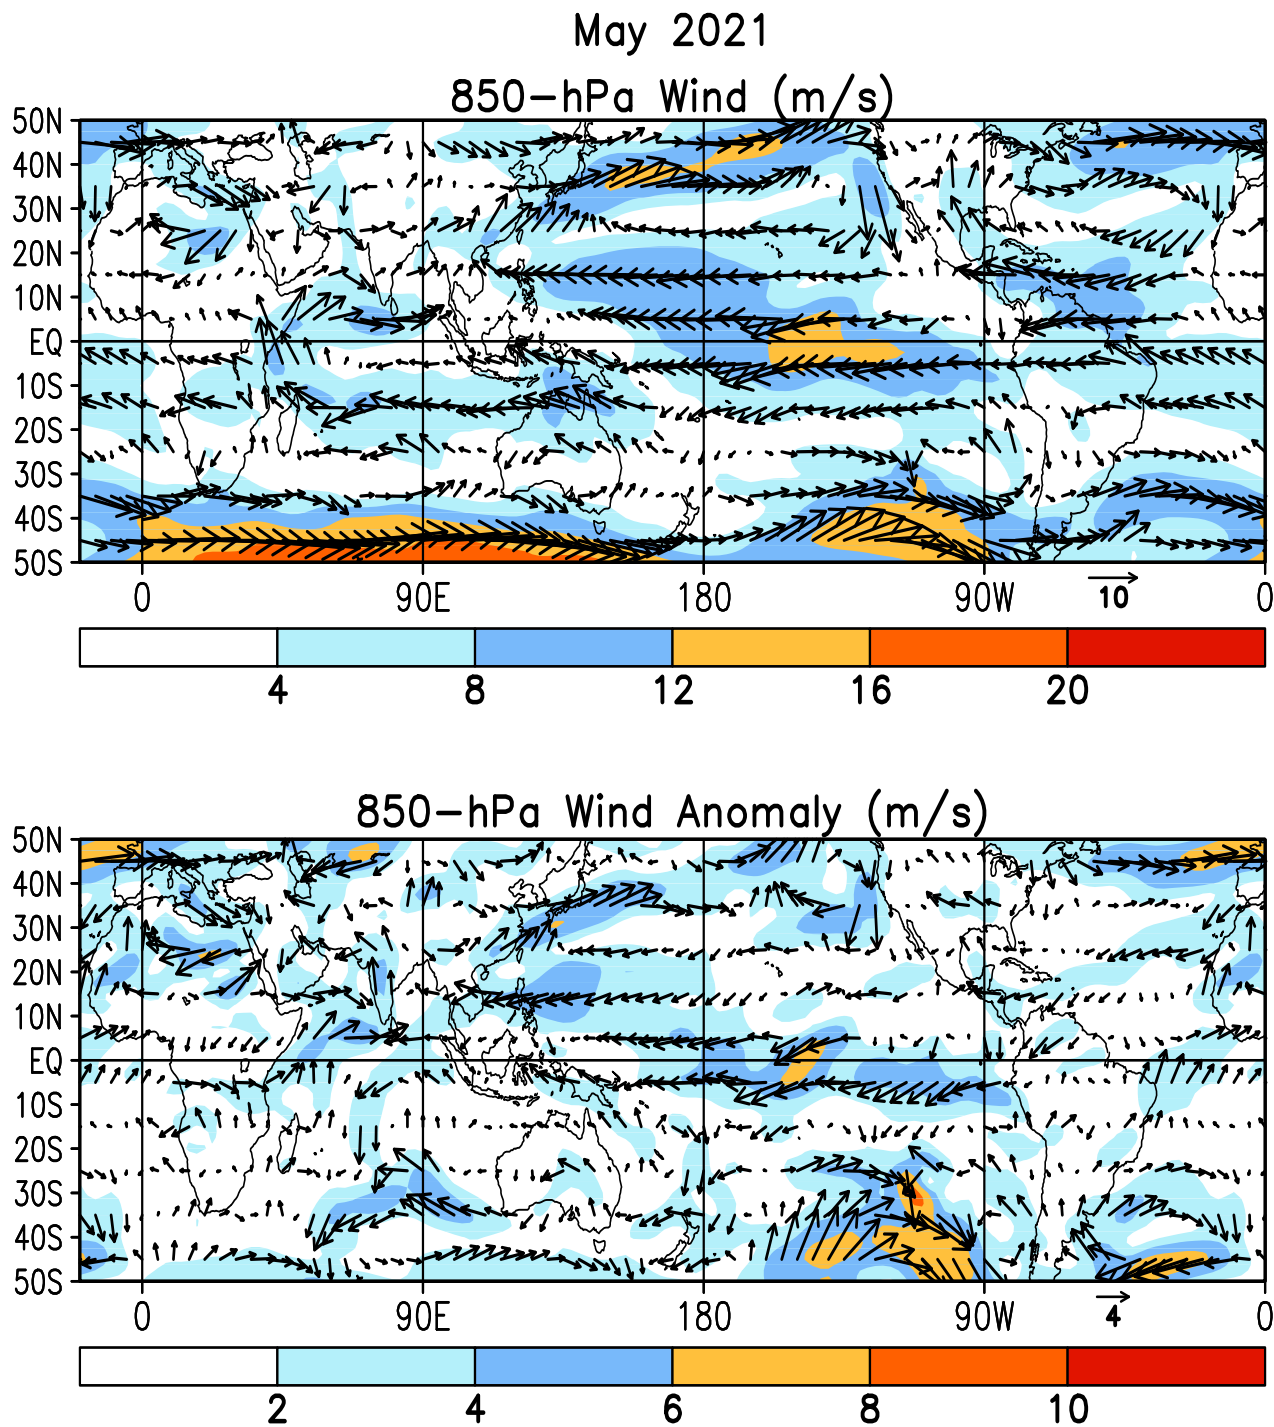 May 2021
850-hPa Wind (m/s)
50N
40N
30N
20N
10N
EQ
10S
20S
30S
40S
50S
0 90E 180 90W 0
10
4 8 12 16 20
850-hPa Wind Anomaly (m/s)
50N
40N
30N
20N
10N
EQ
10S
20S
30S
40S
50S
0 90E 180 90W 0
4
2 4 6 8 10